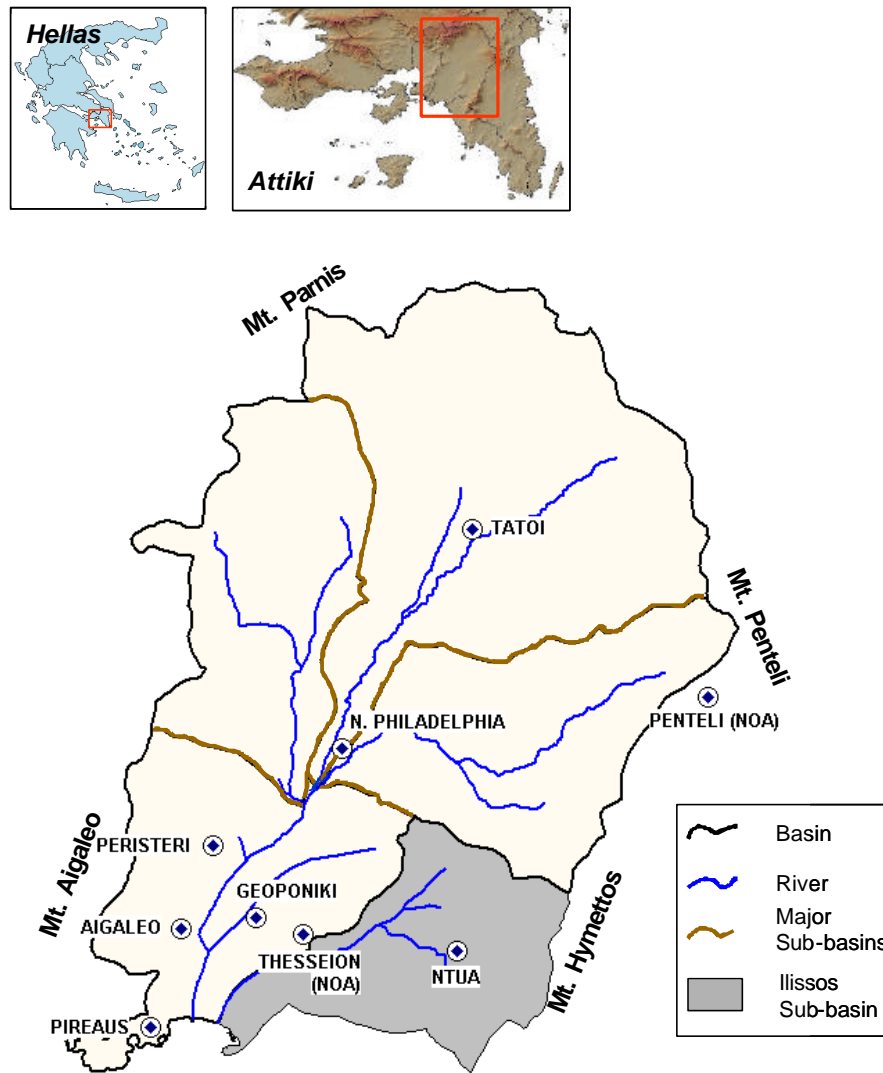 Hellas
Attiki
Mt. Parnis
TATOI
Mt. Penteli
PENTELI (NOA)
N. PHILADELPHIA
Mt. Aigaleo
PERISTERI
GEOPONIKI
AIGALEO
THESSEION
(NOA)
NTUA
Mt. Hymettos
PIREAUS
Basin
River
Major
Sub-basins
Ilissos
Sub-basin